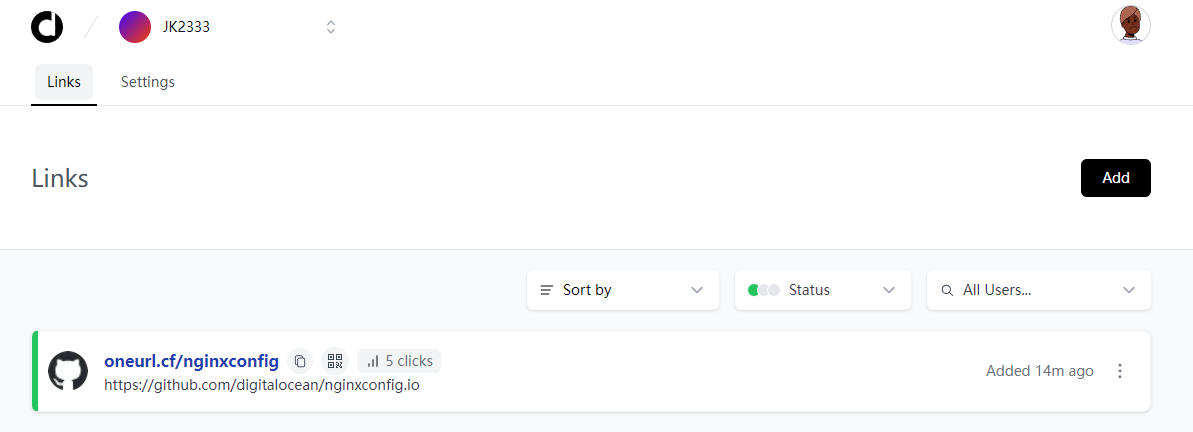 JK2333
Links Settings
Links
Add
Sort by Status All Users...
oneurl.cf/nginxconfig 5 clicks
https://github.com/digitalocean/nginxconfig.io
Added 14m ago